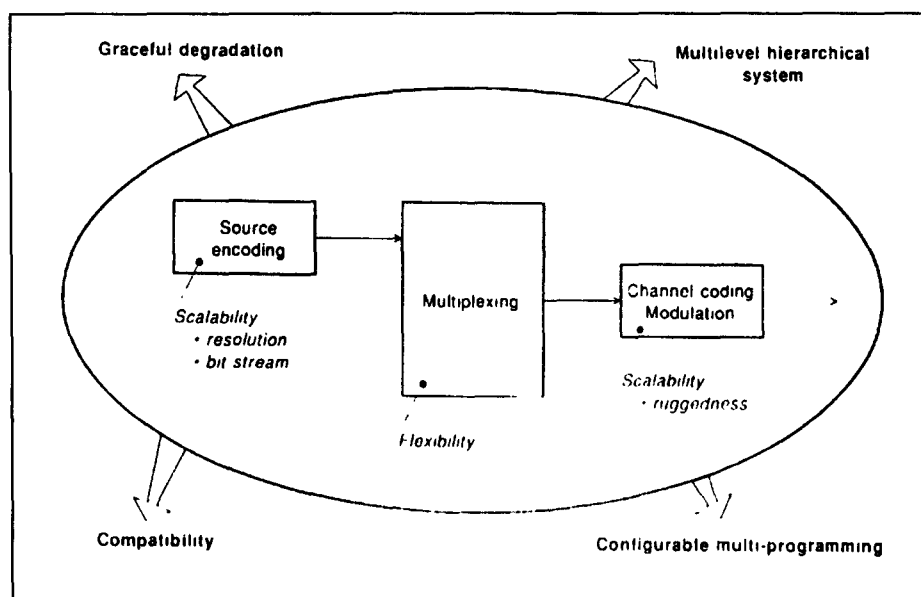 Graceful degradation
Multilevel hierarchical
system
Source
encoding
Multiplexing
Channel coding
Modulation
Scalability
• resolution
• bit stream
Scalability
• ruggedness
Flexibility
Compatibility
Configurable multi-programming